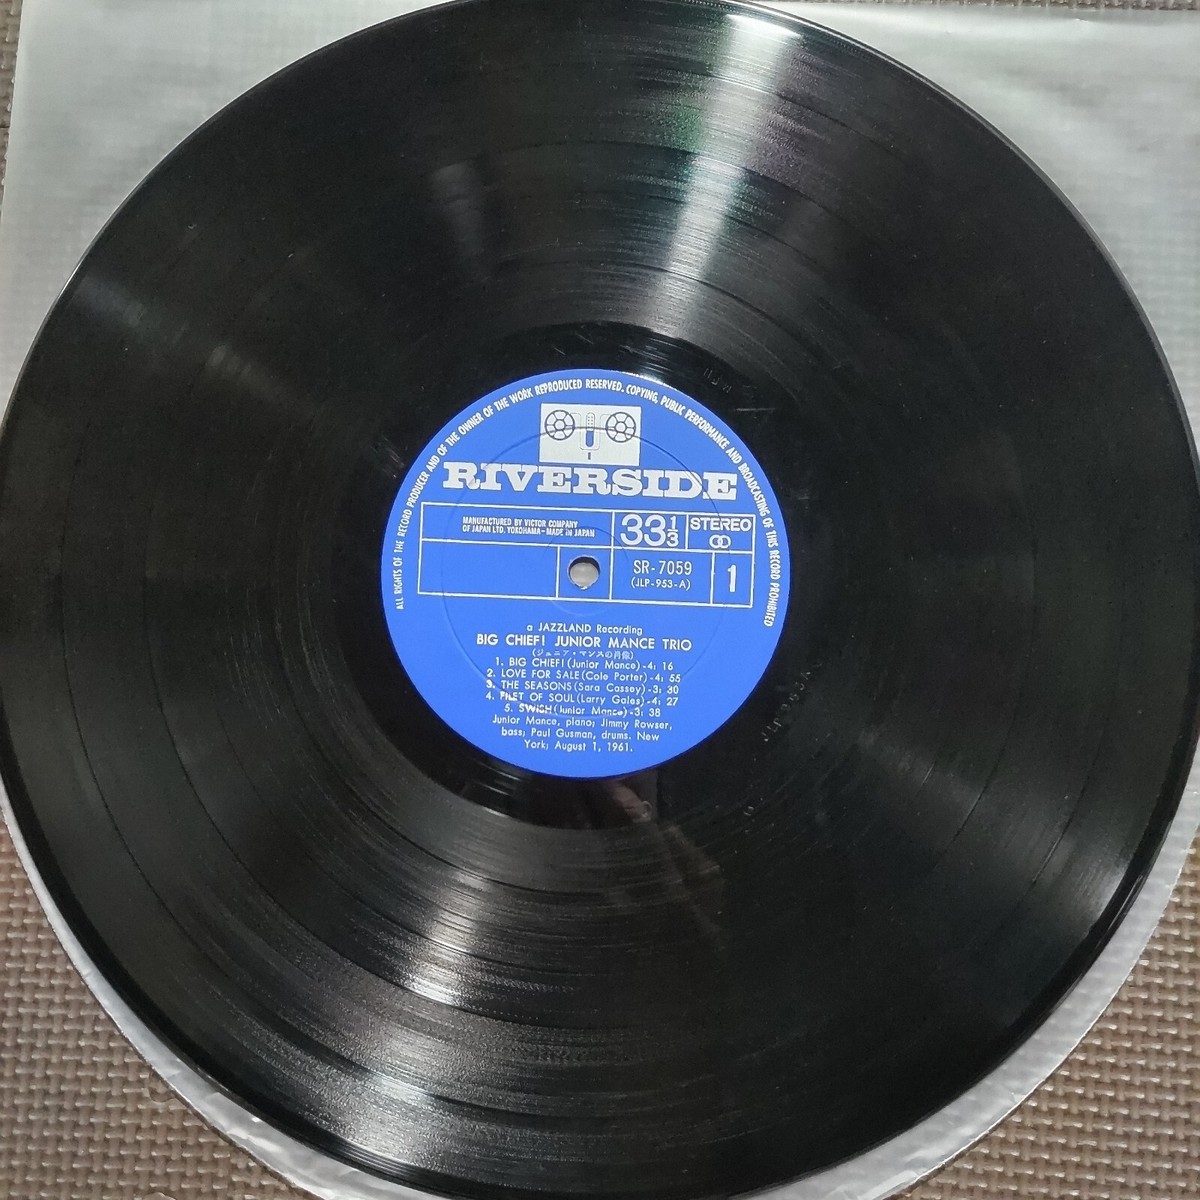 ALL RIGHTS OF THE RECORD PRODUCER AND OF THE OWNER OF THE WORK REPRODUCED RESERVED. COPYING, PUBLIC PERFORMANCE AND BROADCASTING OF THIS RECORD PROHIBITED
RIVERSIDE
MANUFACTURED BY VICTOR COMPANY
OF JAPAN LTD. YOKOHAMA-MADE IN JAPAN
33 1/3
STEREO
SR-7059
(JLP-953-A)
1
a JAZZLAND Recording
BIG CHIEF! JUNIOR MANCE TRIO
(ジュニア・マンスの肖像)
1. BIG CHIEF! (Junior Mance)-4; 16
2. LOVE FOR SALE (Cole Porter)-4; 55
3. THE SEASONS (Sara Cassey)-3; 30
4. FILET OF SOUL (Larry Gales)-4; 27
5. SWISH (Junior Mance)-3; 38
Junior Mance, piano; Jimmy Rowser,
bass; Paul Gusman, drums. New
York; August 1, 1961.